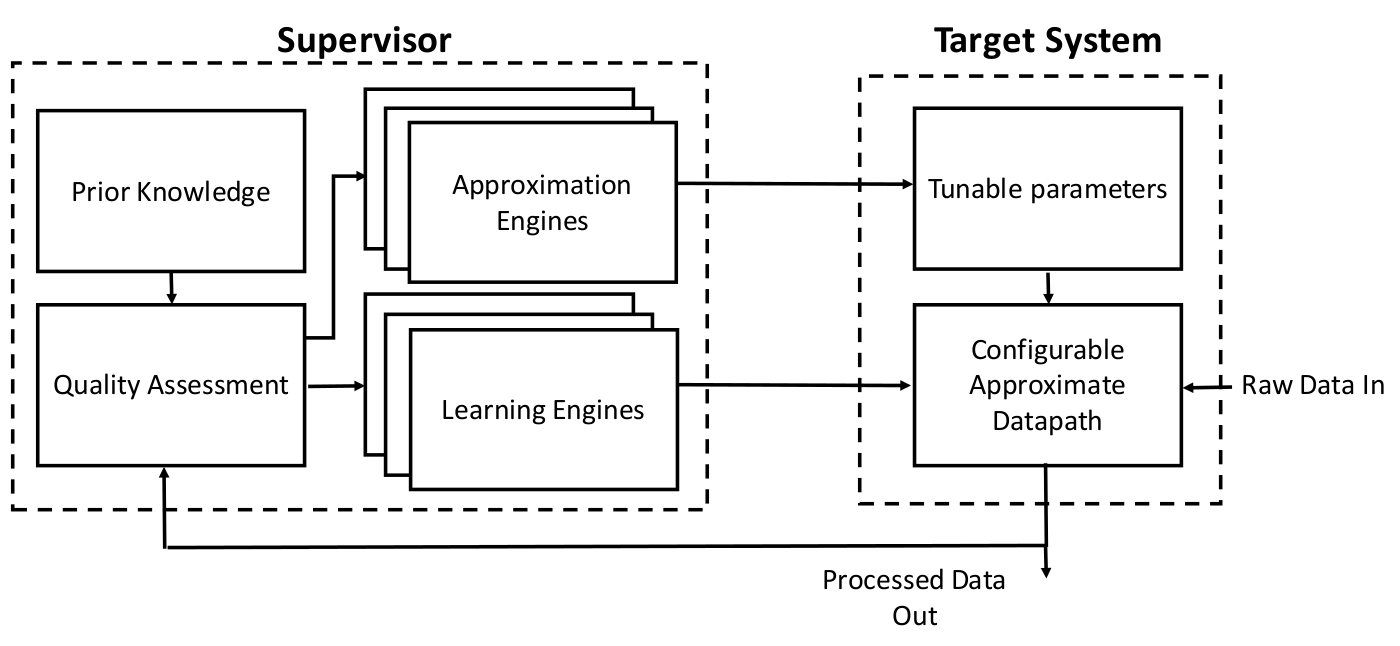 Supervisor
Target System
Prior Knowledge
Approximation
Engines
Tunable parameters
Quality Assessment
Learning Engines
Configurable
Approximate
Datapath
Raw Data In
Processed Data
Out